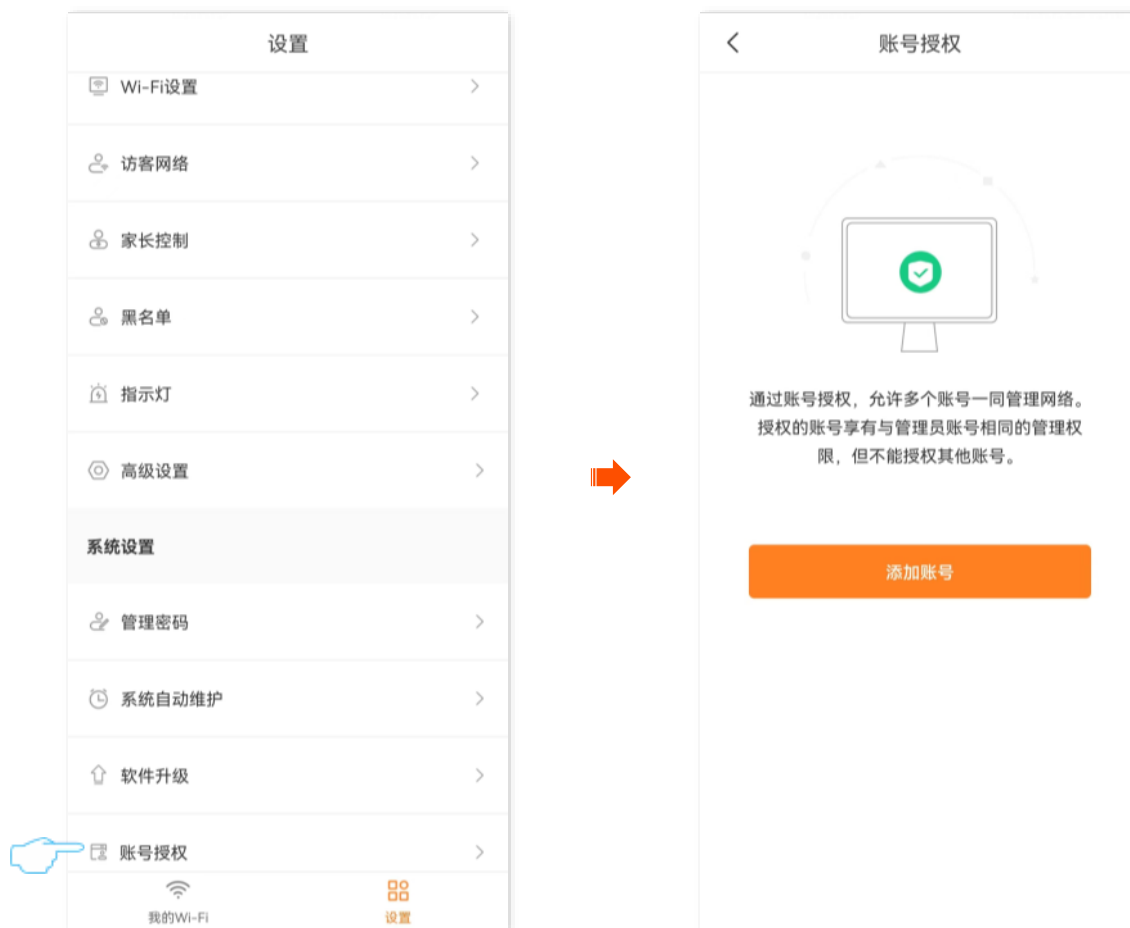 设置
Wi-Fi设置
访客网络
家长控制
黑名单
指示灯
高级设置
系统设置
管理密码
系统自动维护
软件升级
账号授权
我的Wi-Fi
设置
账号授权
通过账号授权，允许多个账号一同管理网络。
授权的账号享有与管理员账号相同的管理权
限，但不能授权其他账号。
添加账号